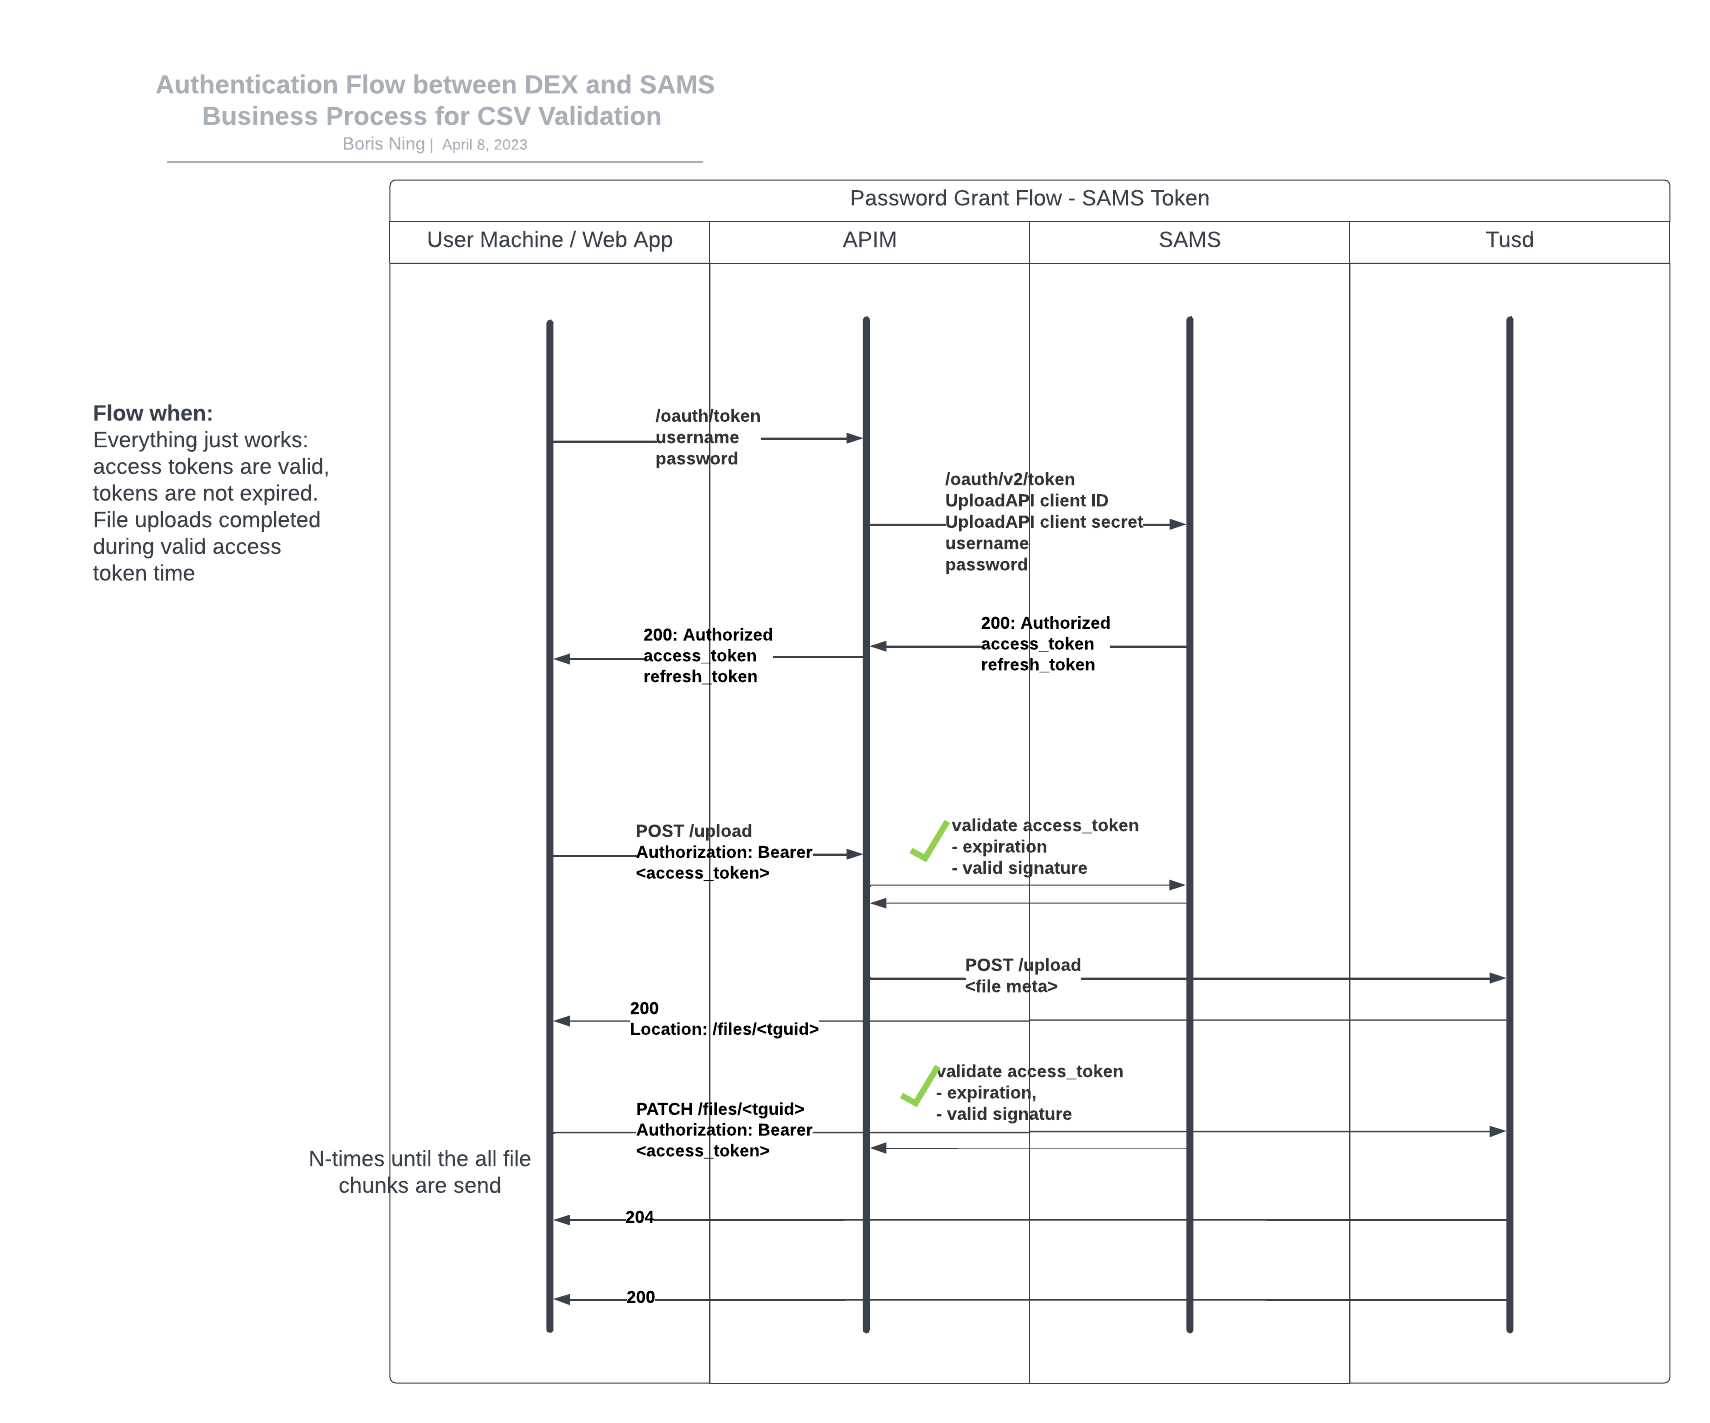 Authentication Flow between DEX and SAMS
Business Process for CSV Validation
Boris Ning | April 8, 2023
Password Grant Flow - SAMS Token
User Machine / Web App
APIM
SAMS
Tusd
Flow when:
Everything just works:
access tokens are valid,
tokens are not expired.
File uploads completed
during valid access
token time
/oauth/token
username
password
/oauth/v2/token
UploadAPI client ID
UploadAPI client secret
username
password
200: Authorized
access_token
refresh_token
200: Authorized
access_token
refresh_token
POST /upload
Authorization: Bearer
<access_token>
validate access_token
- expiration
- valid signature
POST /upload
<file meta>
200
Location: /files/<tguid>
validate access_token
- expiration,
- valid signature
PATCH /files/<tguid>
Authorization: Bearer
<access_token>
N-times until the all file
chunks are send
204
200